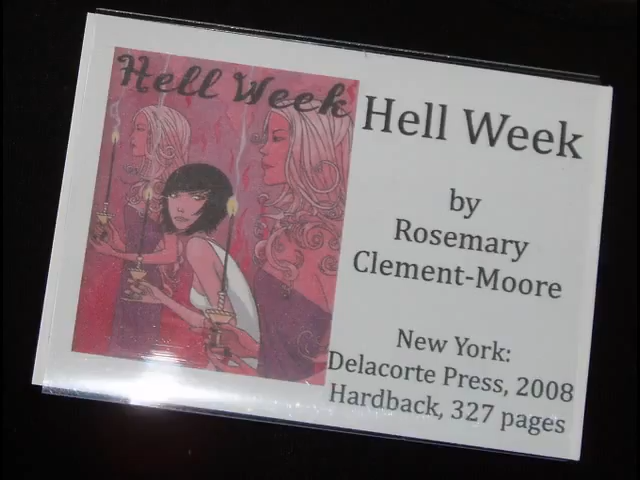 Hell Week
Hell Week
by
Rosemary
Clement-Moore
New York:
Delacorte Press, 2008
Hardback, 327 pages